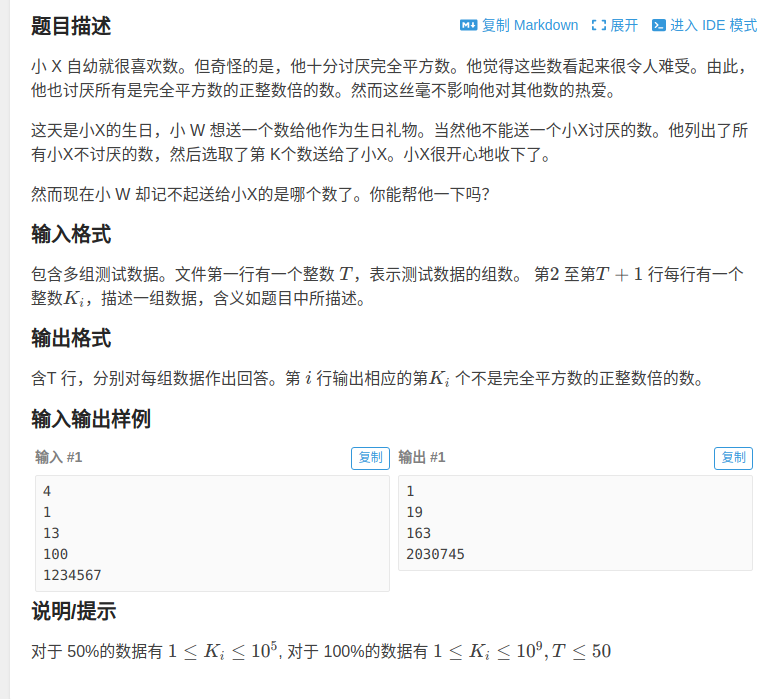 题目描述
复制 Markdown 展开 进入 IDE 模式
小 X 自幼就很喜欢数。但奇怪的是，他十分讨厌完全平方数。他觉得这些数看起来很令人难受。由此，
他也讨厌所有是完全平方数的正整数倍的数。然而这丝毫不影响他对其他数的热爱。
这天是小X的生日，小 W 想送一个数给他作为生日礼物。当然他不能送一个小X讨厌的数。他列出了所
有小X不讨厌的数，然后选取了第 K个数送给了小X。小X很开心地收下了。
然而现在小 W 却记不起送给小X的是哪个数了。你能帮他一下吗？
输入格式
包含多组测试数据。文件第一行有一个整数 T，表示测试数据的组数。 第2 至第T + 1 行每行有一个
整数K_i，描述一组数据，含义如题目中所描述。
输出格式
含T 行，分别对每组数据作出回答。第 i 行输出相应的第K_i 个不是完全平方数的正整数倍的数。
输入输出样例
输入 #1 复制
4
1
13
100
1234567
输出 #1 复制
1
19
163
2030745
说明/提示
对于 50%的数据有 1 ≤ K_i ≤ 10^5, 对于 100%的数据有 1 ≤ K_i ≤ 10^9, T ≤ 50